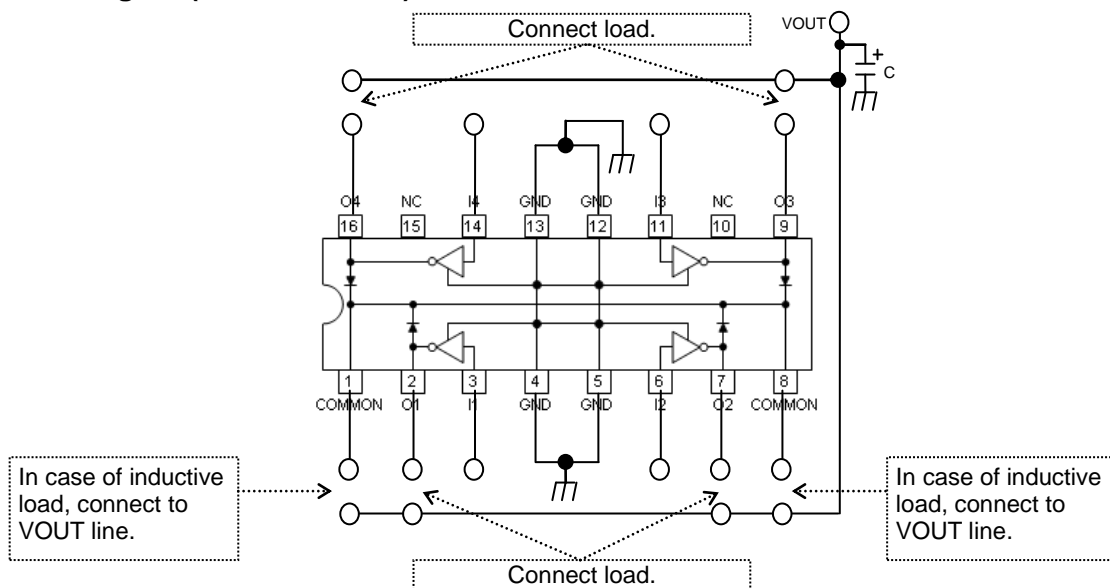 Connect load.
VOUT
+
C
O4 NC I4 GND GND I3 NC O3
16 15 14 13 12 11 10 9
1 2 3 4 5 6 7 8
COMMON O1 I1 GND GND I2 O2 COMMON
In case of inductive
load, connect to
VOUT line.
In case of inductive
load, connect to
VOUT line.
Connect load.